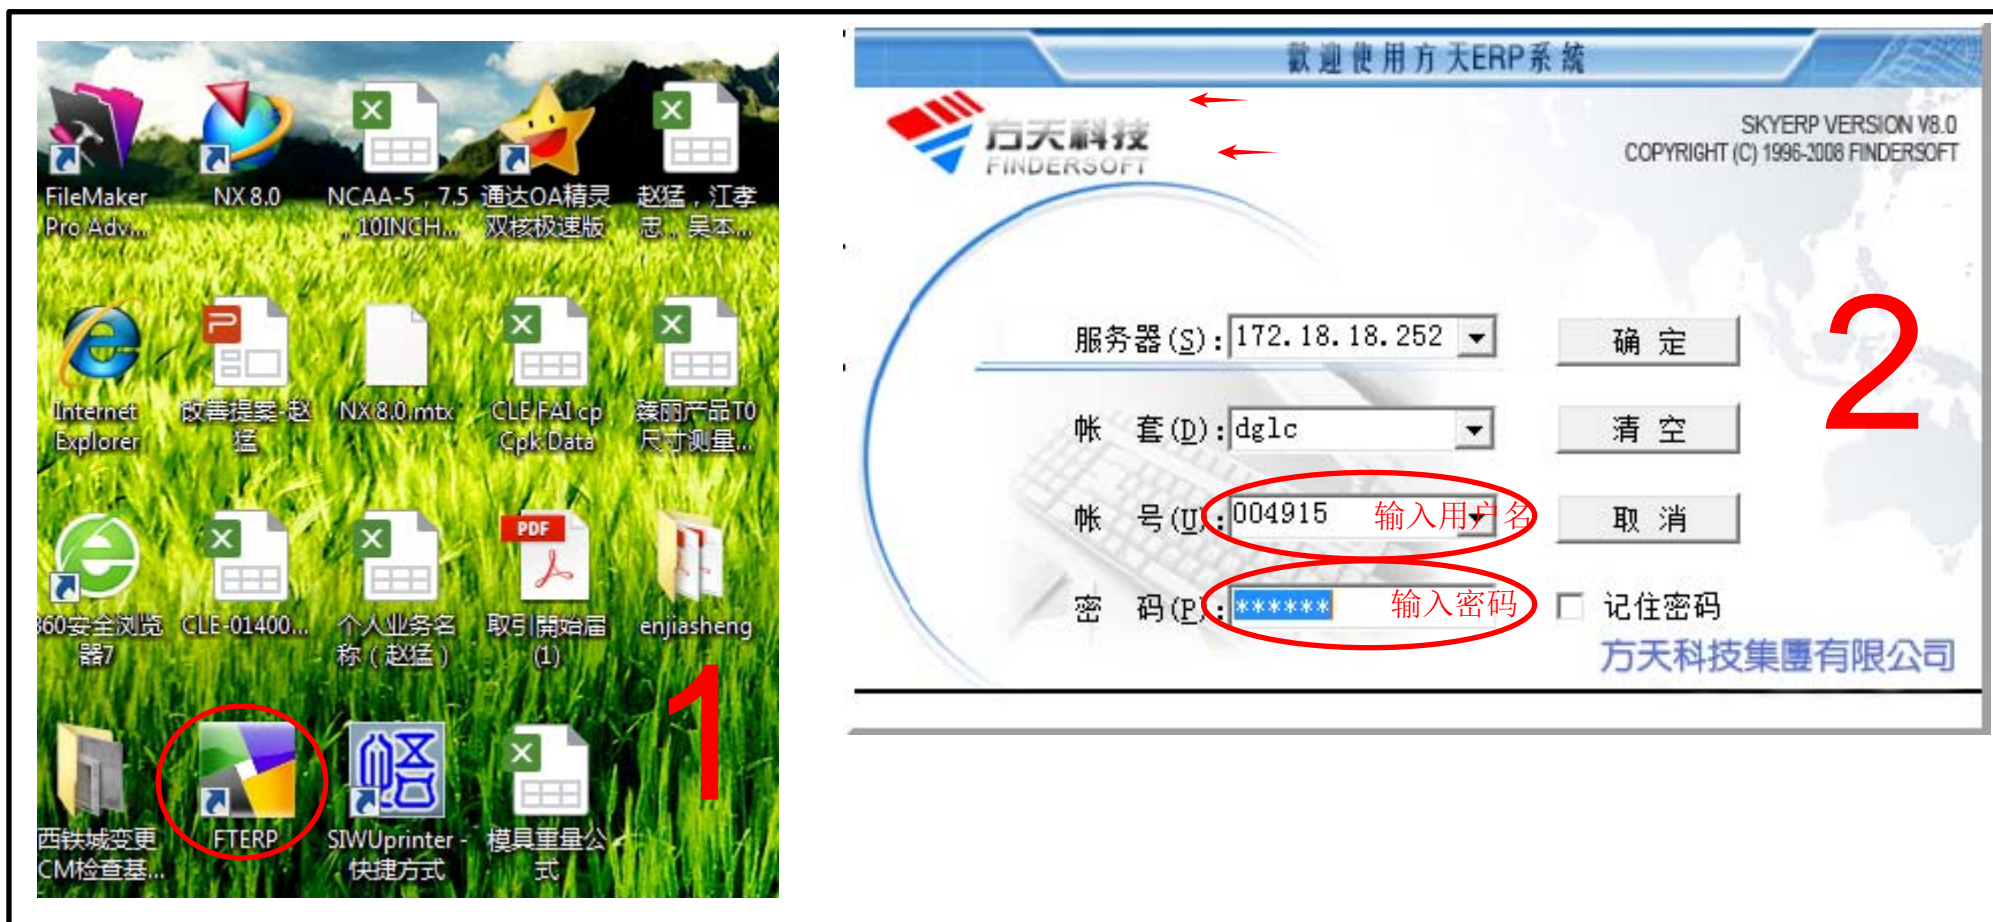 FileMaker
Pro Adv...
NX 8.0
NCAA-5，7.5
，10INCH...
通达OA精灵
双核极速版
赵猛，江孝
忠，吴本...
Internet
Explorer
改善提案-赵
猛
NX 8.0.mtx
CLE FAI cp
Cpk Data
臻丽产品T0
尺寸测量...
360安全浏览
器7
CLE-01400...
个人业务名
称（赵猛）
PDF
取引開始届
(1)
enjiasheng
1
西铁城变更
CM检查基...
FTERP
SIWUprinter -
快捷方式
模具重量公
式
歡迎使用方天ERP系統
方天科技
FINDERSOFT
SKYERP VERSION V8.0
COPYRIGHT (C) 1996-2008 FINDERSOFT
服务器(S): 172.18.18.252 确 定
2
帐 套(D): dglc 清 空
帐 号(U): 004915 输入用户名 取 消
密 码(P): ****** 输入密码 记住密码
方天科技集團有限公司